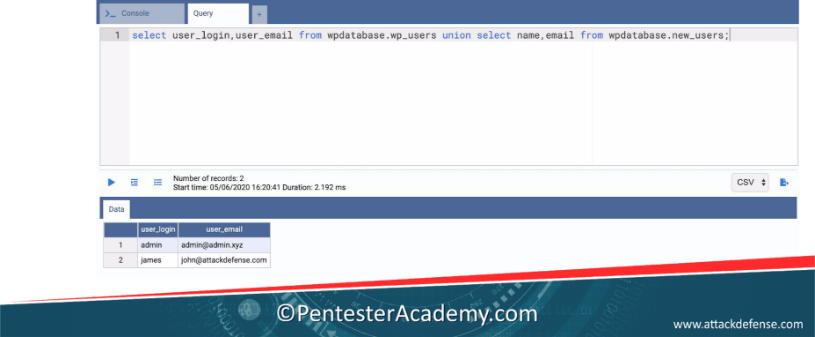 >_ Console
Query
+
1 select user_login,user_email from wpdatabase.wp_users union select name,email from wpdatabase.new_users;
Number of records: 2
Start time: 05/06/2020 16:20:41 Duration: 2.192 ms
CSV
Data
user_login user_email
1 admin admin@admin.xyz
2 james john@attackdefense.com
©PentesterAcademy.com
www.attackdefense.com